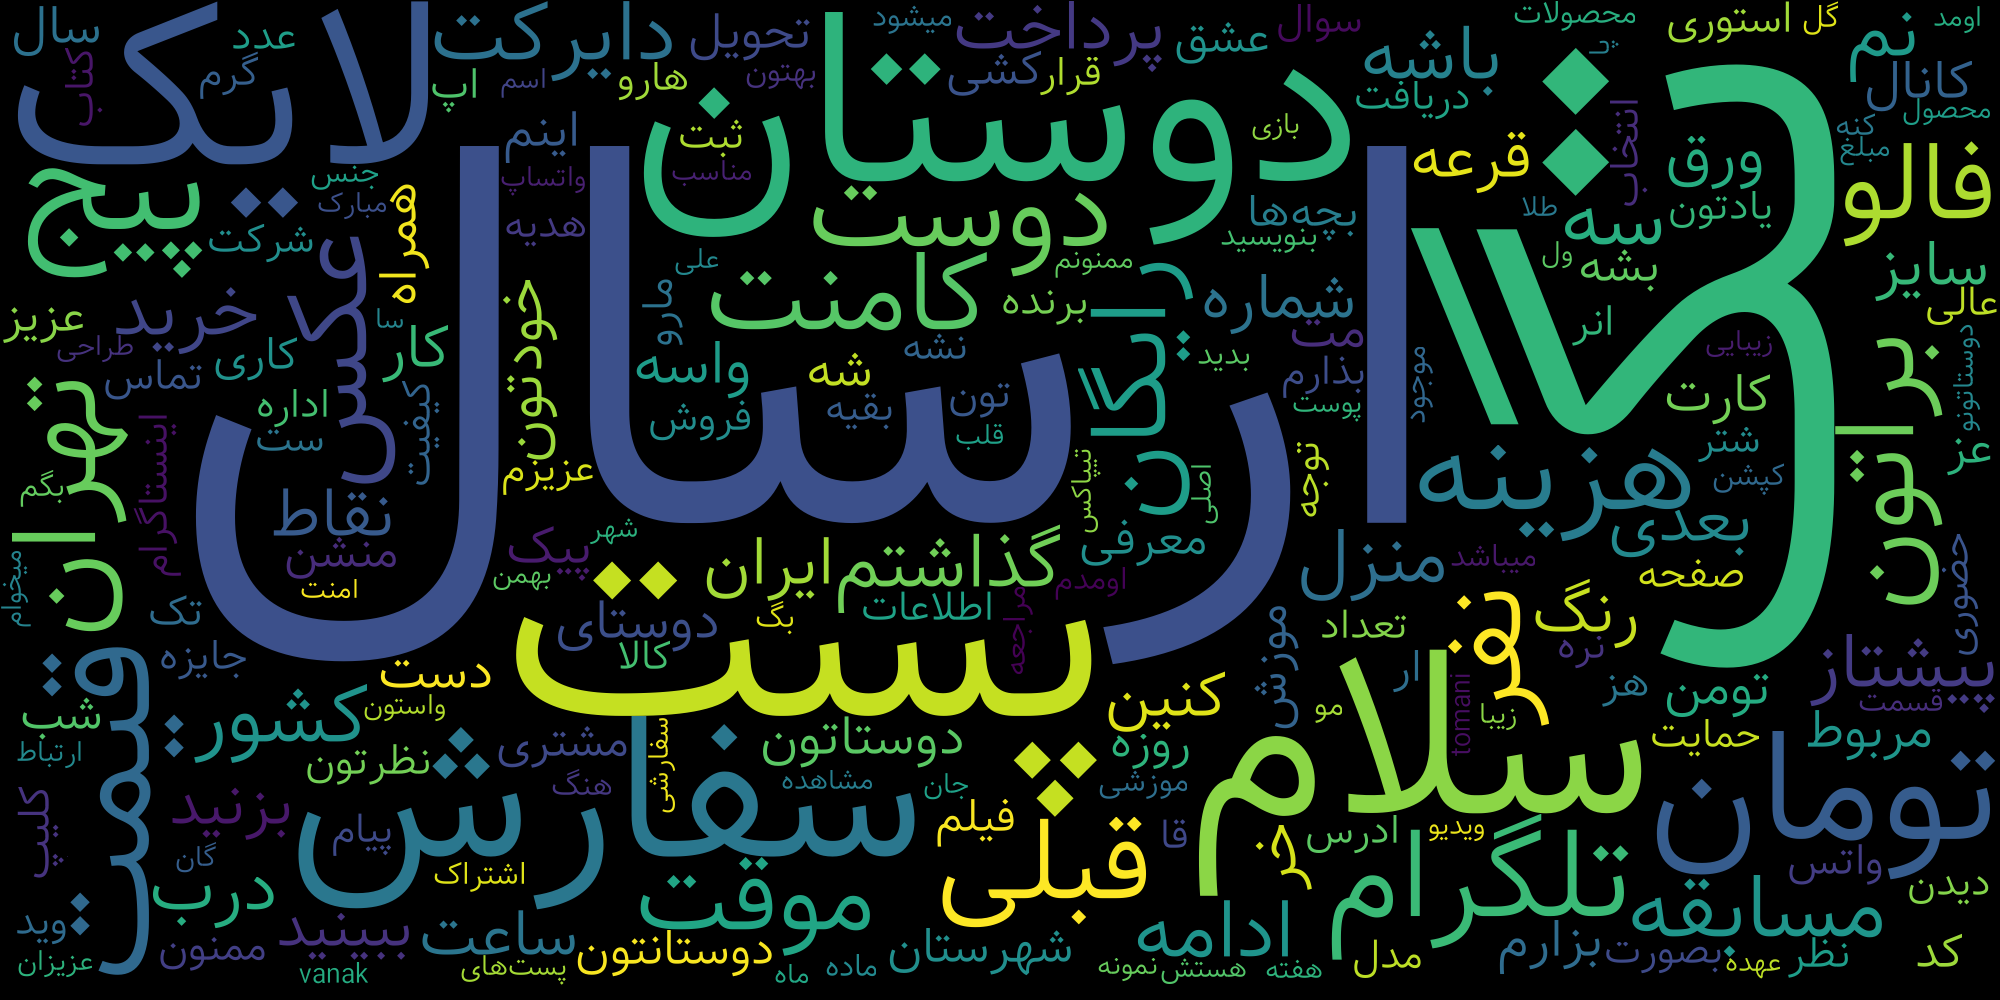 سال
عدد
دایرکت
تحویل
میشود
پرداخت
عشق
سوال
محصولات
استوری
گل
اومد
کتاب
گرم
لایک
اپ
اسم
هارو
بهتون
دوستان
کشی
قرار
باشه
دریافت
نم
کانال
محصول
پیج
جنس
مبارک
شرکت
همراه
اینم
واتساپ
هدیه
ثبت
مناسب
دوست
بازی
بچه‌ها
بنویسید
قرعه
انتخاب
سه
طلا
ورق
یادتون
کنه
مبلغ
فالو
عزیز
خرید
عکس
طراحی
تماس
کاری
کار
سا
خودتون
علی
مارو
کامنت
ممنونم
برنده
رایگان
شماره
مت
ول
بشه
انر
سایز
عالی
زیبایی
تهران
اینستاگرام
اداره
ست
کیفیت
ارسال
واسه
فروش
شه
بقیه
نشه
تون
قلب
بدید
بذارم
پوست
موجود
کارت
شتر
کپشن
براتون
دوستاتونو
عز
بگم
نقاط
منشن
امنت
عزیزم
پیک
شهر
بهمن
ایران
گذاشتم
اطلاعات
تیپاکس
اصلی
توجه
معرفی
اومدم
هزینه
بعدی
منزل
میباشد
صفحه
حضوری
میخوام
تک
جایزه
قیمت
دوستای
کالا
بگ
پست
مراجعه
موزش
تعداد
ار
نفر
رنگ
نره
هز
پیشتاز
قسمت
شب
ارتباط
کشور
دست
واستون
نظرتون
مشتری
هنگ
سفارشی
دوستاتون
مشاهده
جان
کنین
روزه
موزشی
مو
سلام
tomani
زیبا
تومن
حمایت
مربوط
تومان
کلیپ
بزنید
گان
پیام
سفارش
اشتراک
فیلم
قبلی
قا
خر
ادرس
ویدیو
تلگرام
واتس
دیدن
وید
عزیزان
درب
ممنون
ببینید
vanak
ساعت
پست‌های
دوستانتون
موقت
ماه
ماده
شهرستان
نمونه
ادامه
هستش
هفته
مدل
بزارم
بصورت
مسابقه
عهده
نظر
کد